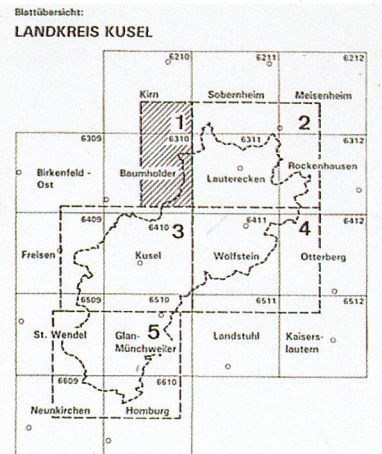 Blattübersicht:
LANDKREIS KUSEL
6210
6211
6212
Kirn
Sobernheim
Meisenheim
1
2
6309
6310
6311
6312
Birkenfeld -
Ost
Baumholder
Lauterecken
Rockenhausen
6409
6410
3
6411
4
6412
Freisen
Kusel
Wolfstein
Otterberg
6509
6510
6511
6512
St. Wendel
Glan-
Münchweiler
5
Landstuhl
Kaisers-
lautern
6609
6610
Neunkirchen
Homburg